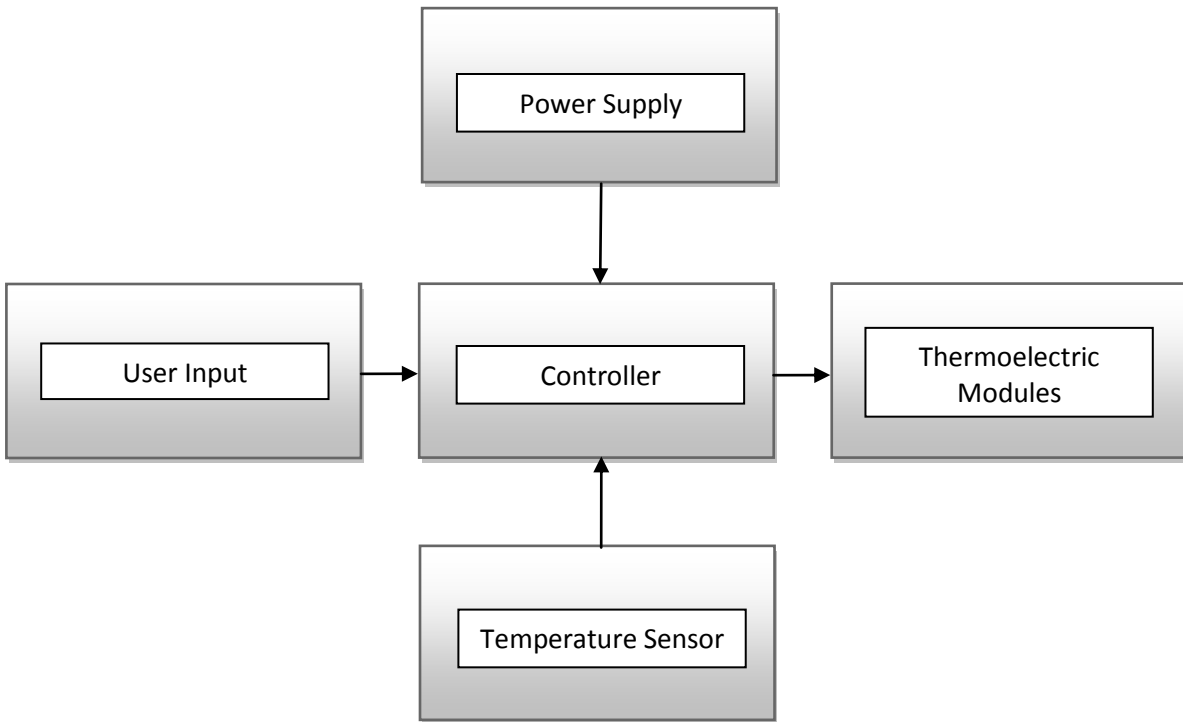 Power Supply
User Input
Controller
Thermoelectric
Modules
Temperature Sensor